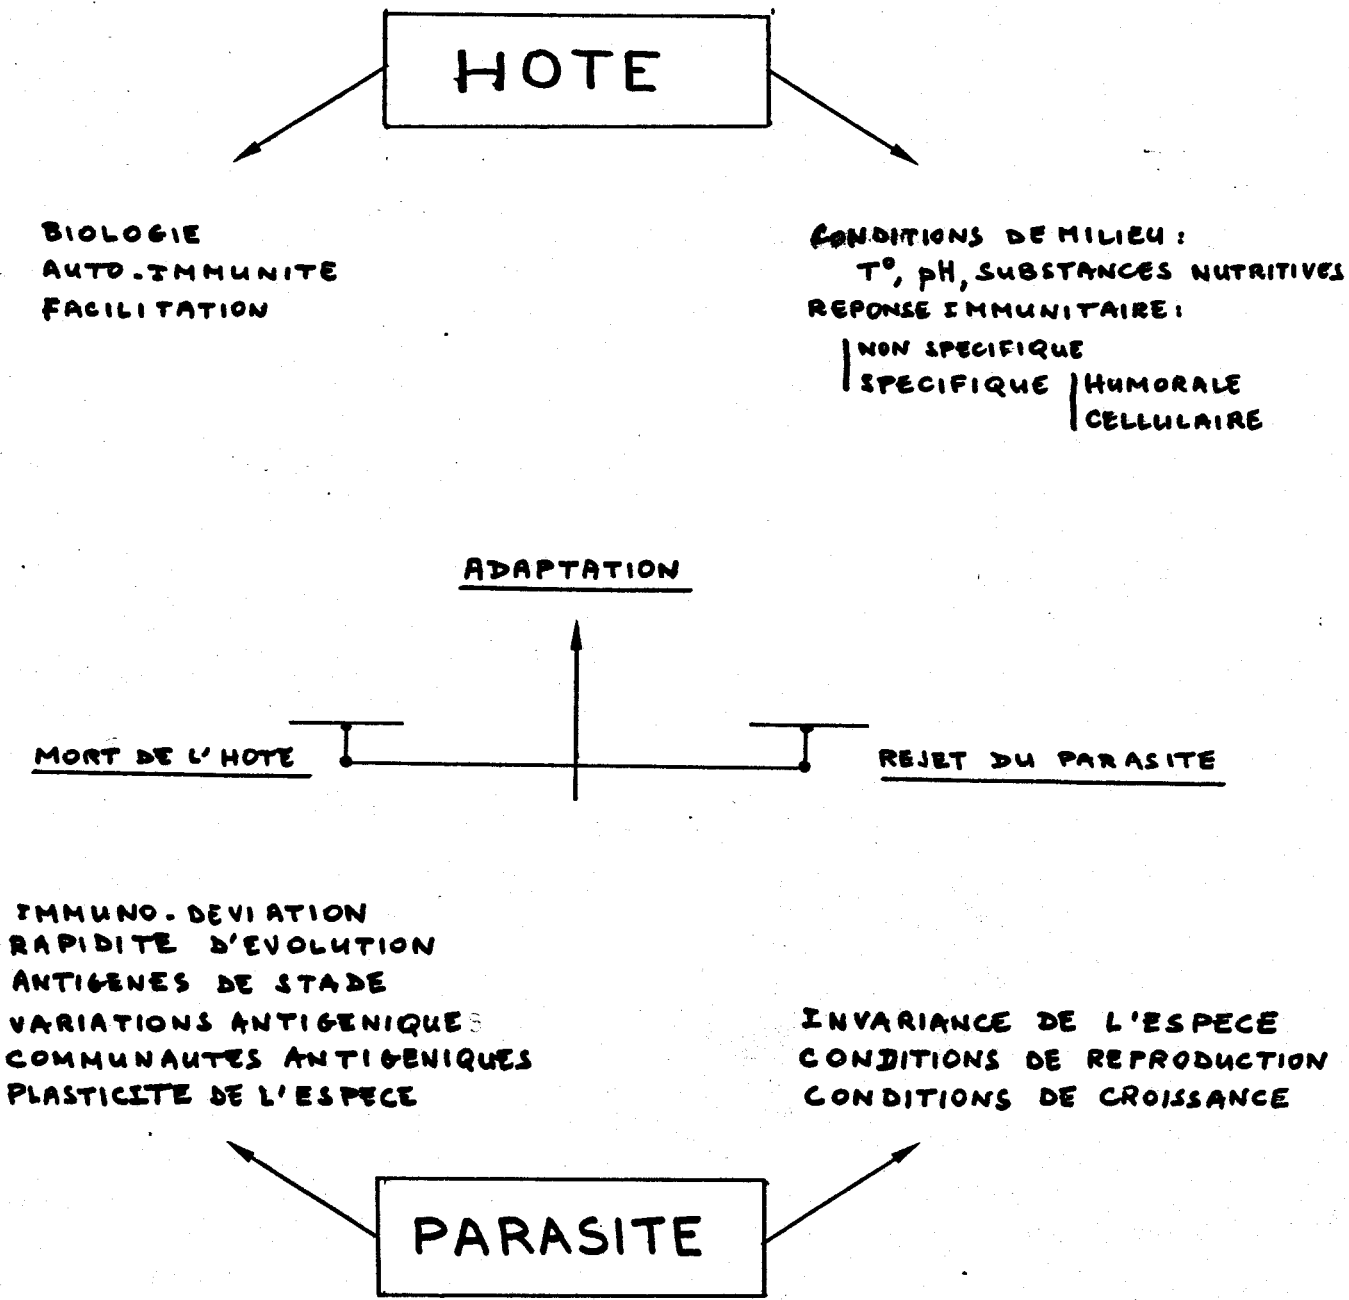 HOTE
BIOLOGIE
AUTO-IMMUNITE
FACILITATION
CONDITIONS DE MILIEU :
T°, pH, SUBSTANCES NUTRITIVES
REPONSE IMMUNITAIRE :
NON SPECIFIQUE
SPECIFIQUE
HUMORALE
CELLULAIRE
ADAPTATION
MORT DE L'HOTE
REJET DU PARASITE
IMMUNO-DEVIATION
RAPIDITE D'EVOLUTION
ANTIGENES DE STADE
VARIATIONS ANTIGENIQUES
COMMUNAUTES ANTIGENIQUES
PLASTICITE DE L'ESPECE
INVARIANCE DE L'ESPECE
CONDITIONS DE REPRODUCTION
CONDITIONS DE CROISSANCE
PARASITE